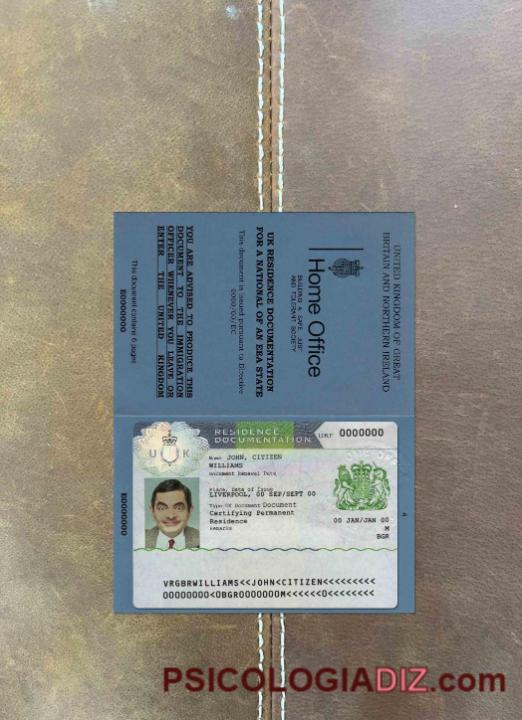 UNITED KINGDOM OF GREAT
BRITAIN AND NORTHERN IRELAND
Home Office
BUILDING A SAFE, JUST
AND TOLERANT SOCIETY
UK RESIDENCE DOCUMENTATION
FOR A NATIONAL OF AN EEA STATE
This document is issued pursuant to Directive
0000/00/EC
YOU ARE ADVISED TO PRODUCE THIS
DOCUMENT TO THE IMMIGRATION
OFFICER WHENEVER YOU LEAVE OR
ENTER THE UNITED KINGDOM
This document contains 6 pages
E0000000
RESIDENCE
DOCUMENTATION
URF 0000000
U K
Name JOHN, CITIZEN
WILLIAMS
Document Renewal Date
Place, Date of Issue
LIVERPOOL, 00 SEP/SEPT 00
Type of Document Document
Certifying Permanent
Residence
Remarks
00 JAN/JAN 00
M
BGR
4
E0000000
VRGBRWILLIAMS<<JOHN<CITIZEN<<<<<<<<<
00000000<0BGR0000000M<<<<<<0<<<<<<<<
PSICOLOGIADIZ.com